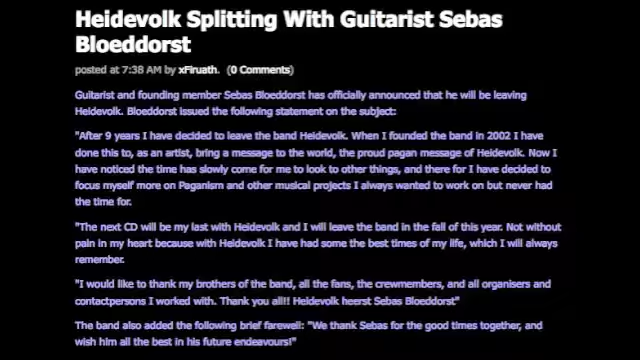 Heidevolk Splitting With Guitarist Sebas
Bloeddorst
posted at 7:38 AM by xFiruath. (0 Comments)
Guitarist and founding member Sebas Bloeddorst has officially announced that he will be leaving
Heidevolk. Bloeddorst issued the following statement on the subject:
"After 9 years I have decided to leave the band Heidevolk. When I founded the band in 2002 I have
done this to, as an artist, bring a message to the world, the proud pagan message of Heidevolk. Now I
have noticed the time has slowly come for me to look to other things, and there for I have decided to
focus myself more on Paganism and other musical projects I always wanted to work on but never had
the time for.
"The next CD will be my last with Heidevolk and I will leave the band in the fall of this year. Not without
pain in my heart because with Heidevolk I have had some the best times of my life, which I will always
remember.
"I would like to thank my brothers of the band, all the fans, the crewmembers, and all organisers and
contactpersons I worked with. Thank you all!! Heidevolk heerst Sebas Bloeddorst"
The band also added the following brief farewell: "We thank Sebas for the good times together, and
wish him all the best in his future endeavours!"